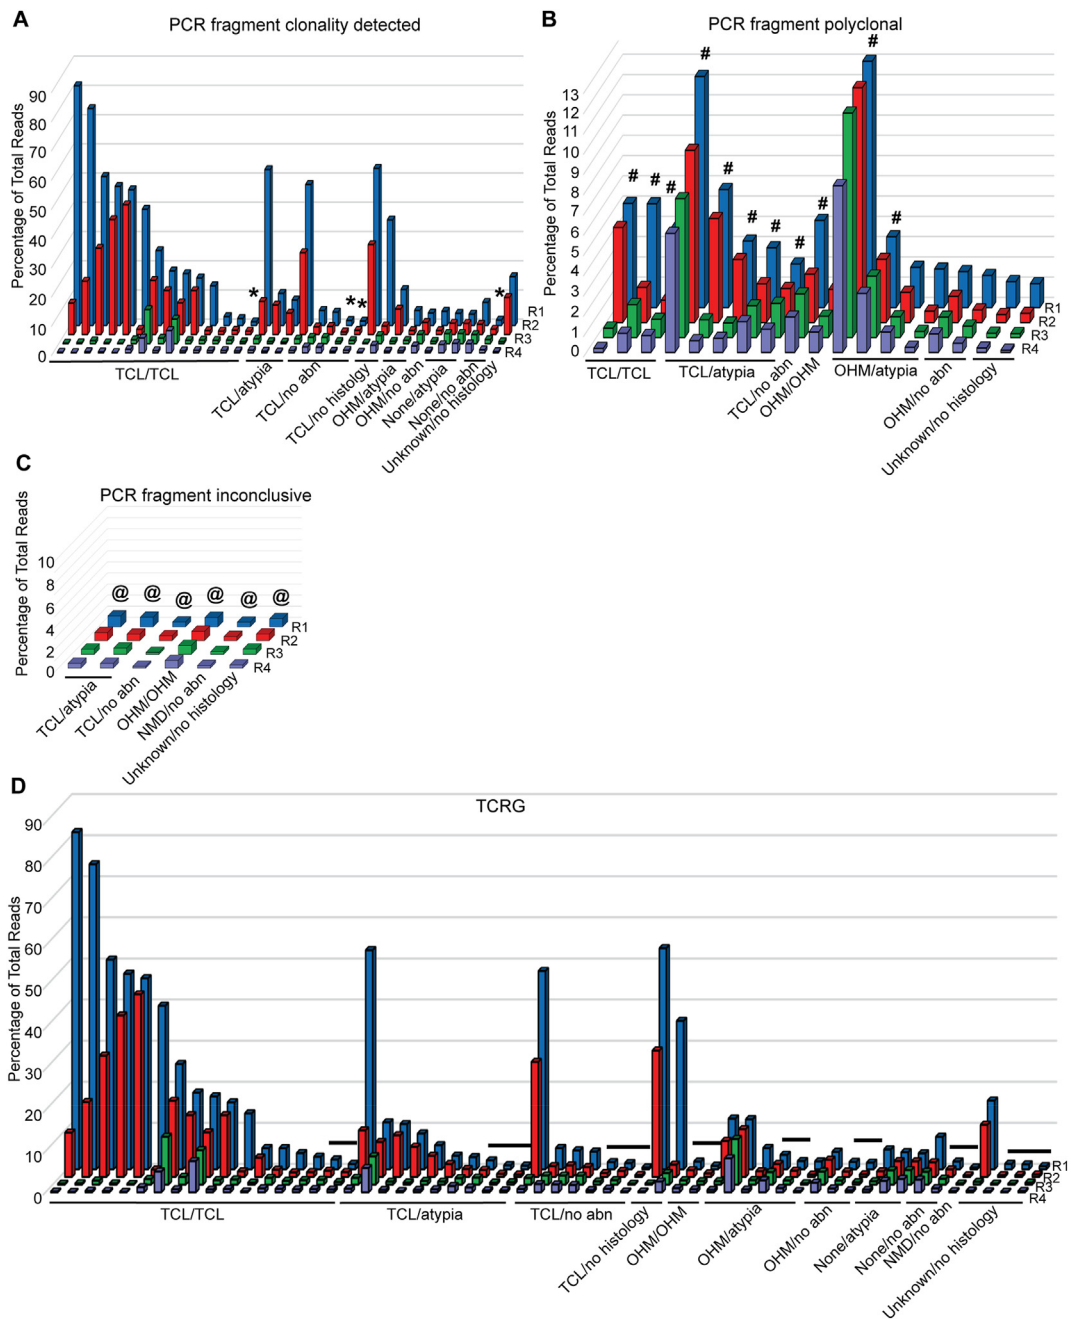 A
PCR fragment clonality detected
Percentage of Total Reads
90
80
70
60
50
40
30
20
10
0
*
* *
*
R1
R2
R3
R4
TCL/TCL
TCL/atypia
TCL/no abn
TCL/no histolgy
OHM/atypia
OHM/no abn
None/atypia
None/no abn
Unknown/no histology
B
PCR fragment polyclonal
Percentage of Total Reads
13
12
11
10
9
8
7
6
5
4
3
2
1
0
# # # # # # # # # # #
R1
R2
R3
R4
TCL/TCL
TCL/atypia
TCL/no abn
OHM/OHM
OHM/atypia
OHM/no abn
Unknown/no histology
C
PCR fragment inconclusive
Percentage of Total Reads
10
8
6
4
2
0
@ @ @ @ @ @
R1
R2
R3
R4
TCL/atypia
TCL/no abn
OHM/OHM
NMD/no abn
Unknown/no histology
D
TCRG
Percentage of Total Reads
90
80
70
60
50
40
30
20
10
0
R1
R2
R3
R4
TCL/TCL
TCL/atypia
TCL/no abn
TCL/no histology
OHM/OHM
OHM/atypia
OHM/no abn
None/atypia
None/no abn
NMD/no abn
Unknown/no histology